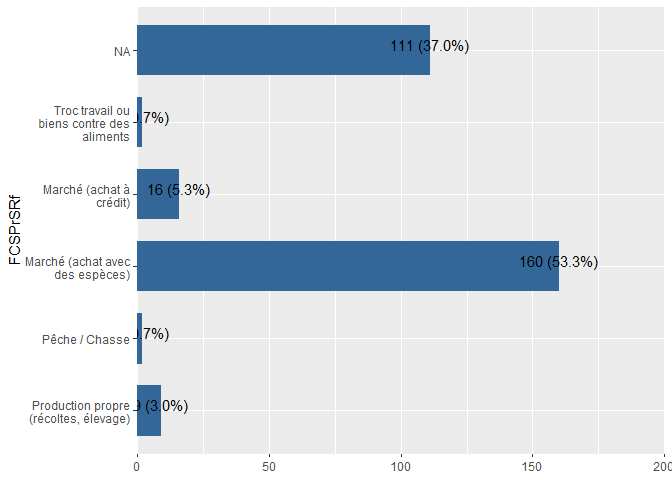 FCSPrSRf
NA
111 (37.0%)
Troc travail ou
biens contre des
aliments
.7%)
Marché (achat à
crédit)
16 (5.3%)
Marché (achat avec
des espèces)
160 (53.3%)
Pêche / Chasse
.7%)
Production propre
(récoltes, élevage)
9 (3.0%)
0 50 100 150 200